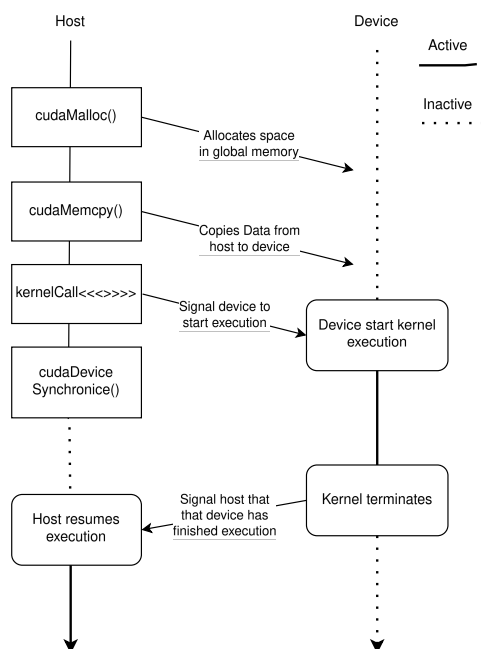 Host
Device
Active
Inactive
cudaMalloc()
Allocates space
in global memory
cudaMemcpy()
Copies Data from
host to device
kernelCall<<<>>>>
Signal device to
start execution
Device start kernel
execution
cudaDevice
Synchronice()
Kernel terminates
Signal host that
that device has
finished execution
Host resumes
execution